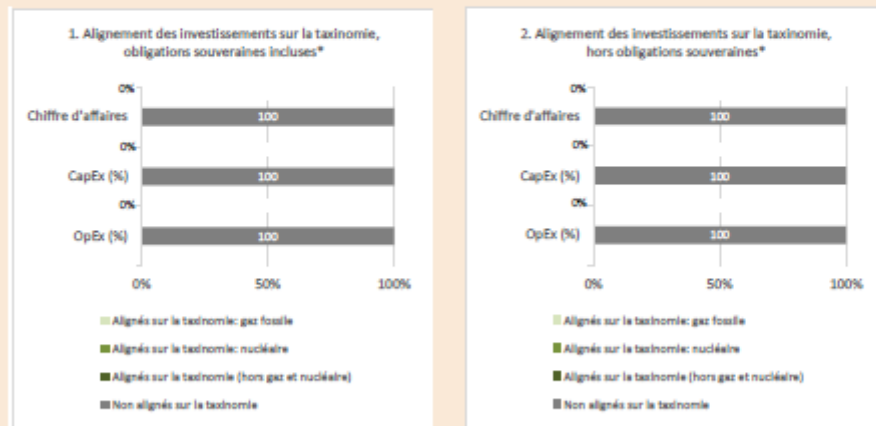 1. Alignement des investissements sur la taxinomie,
obligations souveraines incluses*
0%
Chiffre d'affaires
100
0%
CapEx (%)
100
0%
OpEx (%)
100
0%
50%
100%
Alignés sur la taxinomie: gaz fossile
Alignés sur la taxinomie: nucléaire
Alignés sur la taxinomie (hors gaz et nucléaire)
Non alignés sur la taxinomie
2. Alignement des investissements sur la taxinomie,
hors obligations souveraines*
0%
Chiffre d'affaires
100
0%
CapEx (%)
100
0%
OpEx (%)
100
0%
50%
100%
Alignés sur la taxinomie: gaz fossile
Alignés sur la taxinomie: nucléaire
Alignés sur la taxinomie (hors gaz et nucléaire)
Non alignés sur la taxinomie